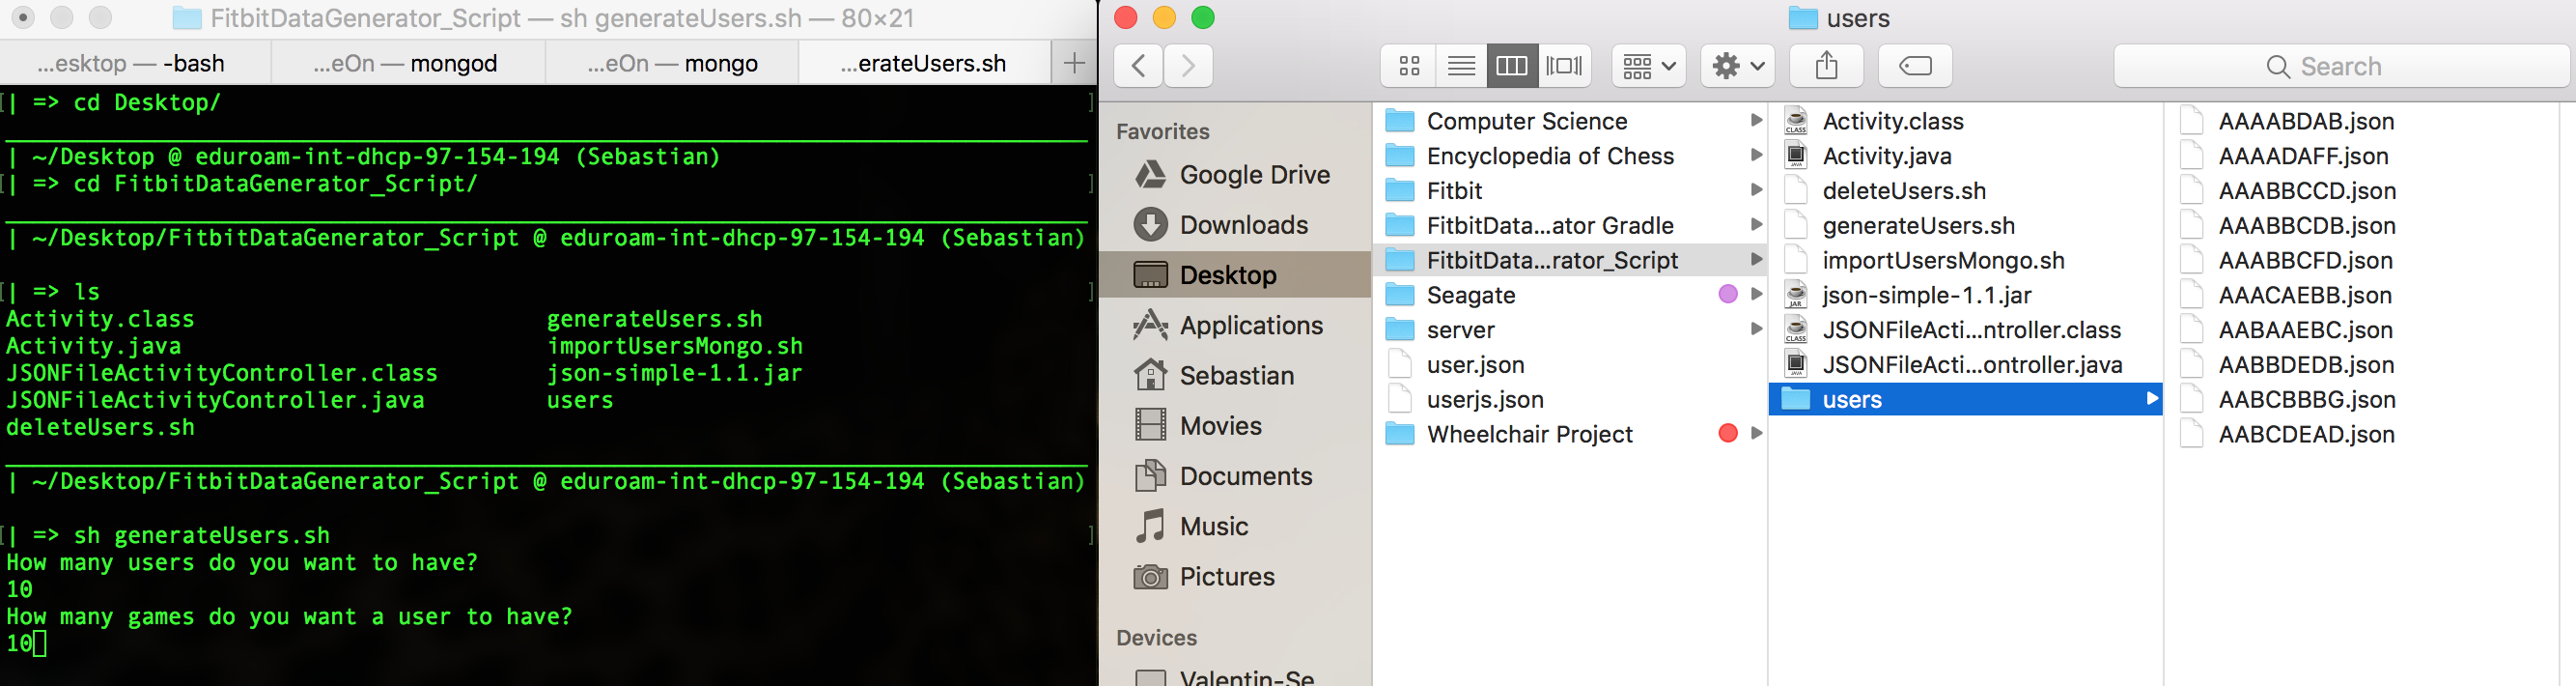 FitbitDataGenerator_Script — sh generateUsers.sh — 80×21
...esktop — -bash
...eOn — mongod
...eOn — mongo
...erateUsers.sh
+
[| => cd Desktop/ ]
| ~/Desktop @ eduroam-int-dhcp-97-154-194 (Sebastian)
[| => cd FitbitDataGenerator_Script/ ]
| ~/Desktop/FitbitDataGenerator_Script @ eduroam-int-dhcp-97-154-194 (Sebastian)
[| => ls ]
Activity.class generateUsers.sh
Activity.java importUsersMongo.sh
JSONFileActivityController.class json-simple-1.1.jar
JSONFileActivityController.java users
deleteUsers.sh
| ~/Desktop/FitbitDataGenerator_Script @ eduroam-int-dhcp-97-154-194 (Sebastian)
[| => sh generateUsers.sh ]
How many users do you want to have?
10
How many games do you want a user to have?
10
users
Search
Favorites
Google Drive
Downloads
Desktop
Applications
Sebastian
Movies
Documents
Music
Pictures
Devices
Valentin-Se
Computer Science
Encyclopedia of Chess
Fitbit
FitbitData...ator Gradle
FitbitData...rator_Script
Seagate
server
user.json
userjs.json
Wheelchair Project
Activity.class
Activity.java
deleteUsers.sh
generateUsers.sh
importUsersMongo.sh
json-simple-1.1.jar
JSONFileActi...ntroller.class
JSONFileActi...ontroller.java
users
AAAABDAB.json
AAAADAFF.json
AAABBCCD.json
AAABBCDB.json
AAABBCFD.json
AAACAEBB.json
AABAAEBC.json
AABBDEDB.json
AABCBBBG.json
AABCDEAD.json